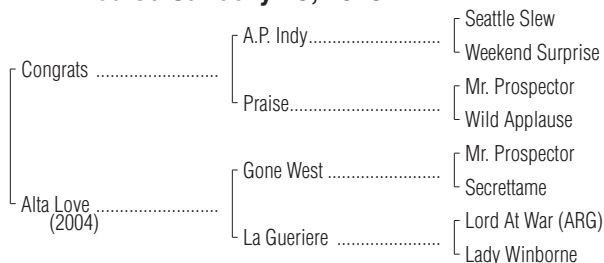 Seattle Slew
A.P. Indy
Weekend Surprise
Congrats
Mr. Prospector
Praise
Wild Applause
Mr. Prospector
Gone West
Secrettame
Alta Love
(2004)
Lord At War (ARG)
La Gueriere
Lady Winborne